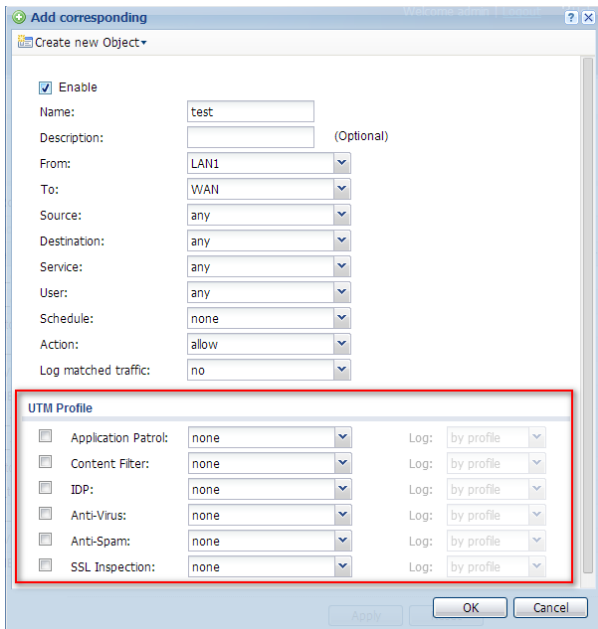 Welcome admin | Logout
Add corresponding
?
Create new Object
Enable
Name: test
Description: (Optional)
From: LAN1
To: WAN
Source: any
Destination: any
Service: any
User: any
Schedule: none
Action: allow
Log matched traffic: no
UTM Profile
Application Patrol: none Log: by profile
Content Filter: none Log: by profile
IDP: none Log: by profile
Anti-Virus: none Log: by profile
Anti-Spam: none Log: by profile
SSL Inspection: none Log: by profile
OK Cancel
Apply